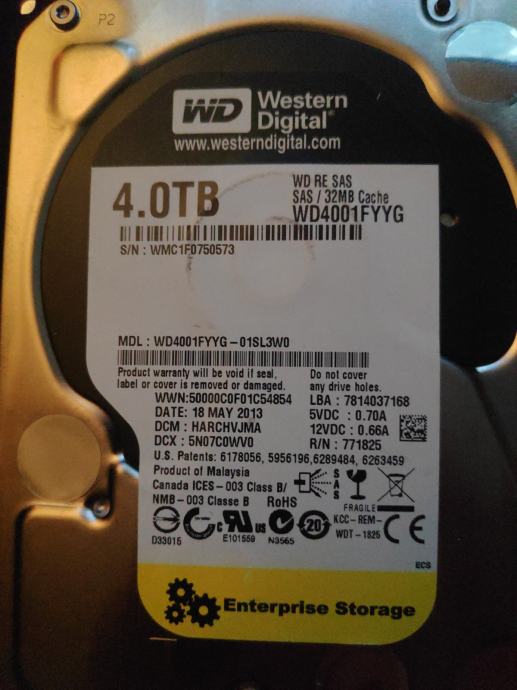 P2
WD Western Digital®
www.westerndigital.com
4.0TB
WD RE SAS
SAS / 32MB Cache
WD4001FYYG
S/N : WMC1F0750573
MDL : WD4001FYYG-01SL3W0
Product warranty will be void if seal, label or cover is removed or damaged.
Do not cover any drive holes.
WWN:50000C0F01C54854
LBA : 7814037168
DATE: 18 MAY 2013
5VDC : 0.70A
DCM : HARCHVJMA
12VDC : 0.66A
DCX : 5N07C0WV0
R/N : 771825
U.S. Patents: 6178056, 5956196,6289484, 6263459
Product of Malaysia
Canada ICES-003 Class B/
NMB-003 Classe B RoHS
SAS
FRAGILE
D33015
c UL US
E101559
N3565
20
KCC-REM-
WDT-1825
CE
ECS
Enterprise Storage